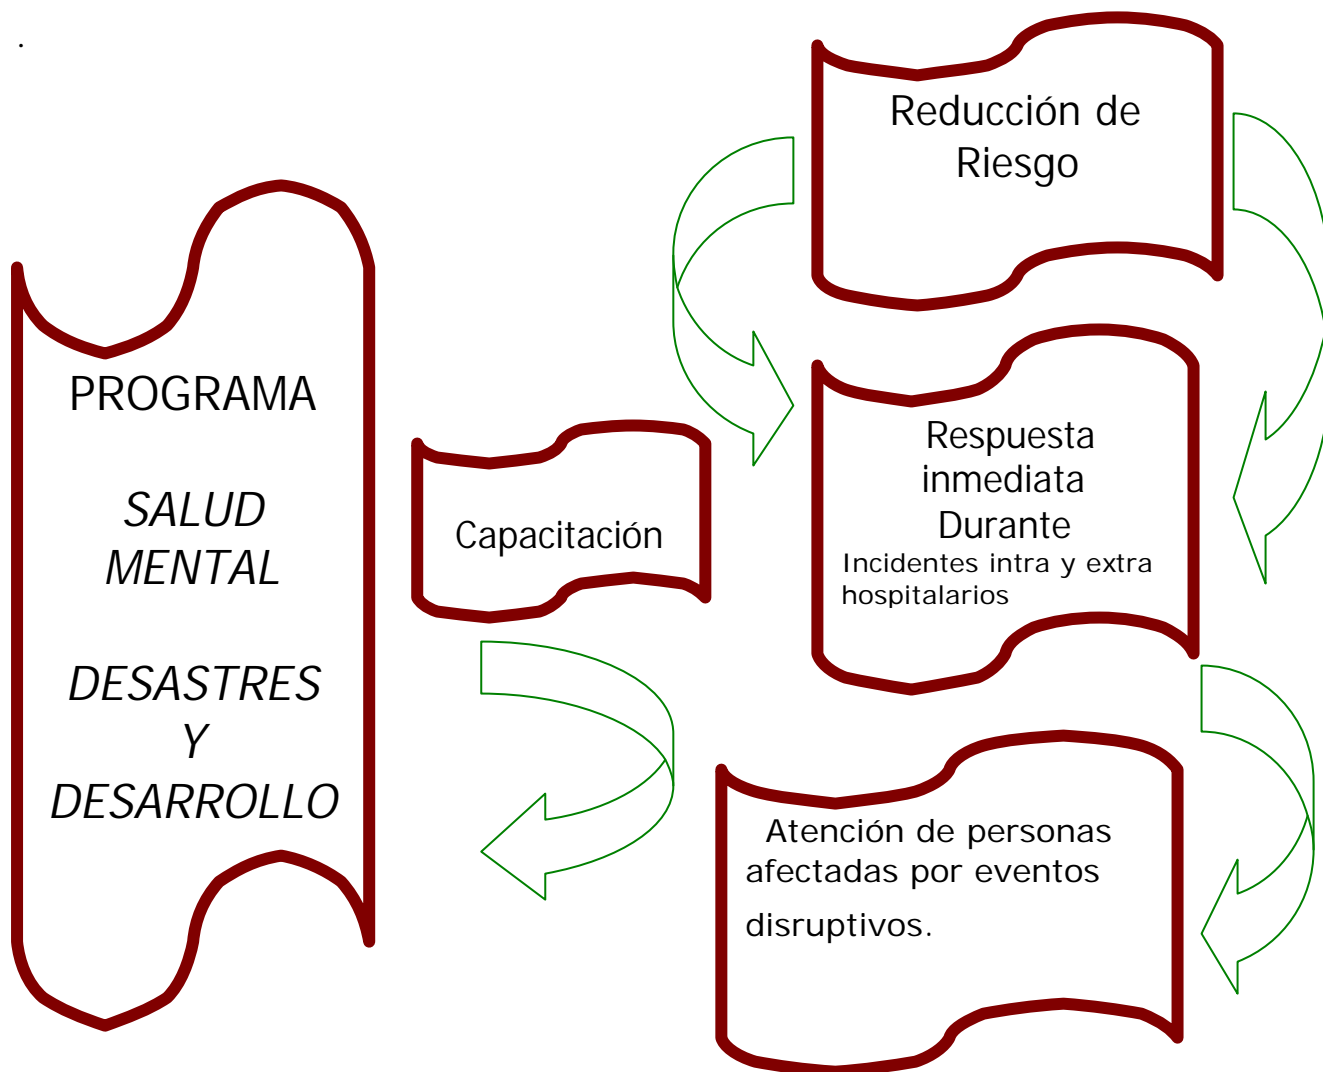 .
PROGRAMA
SALUD
MENTAL
DESASTRES
Y
DESARROLLO
Capacitación
Reducción de
Riesgo
Respuesta
inmediata
Durante
Incidentes intra y extra
hospitalarios
Atención de personas
afectadas por eventos
disruptivos.